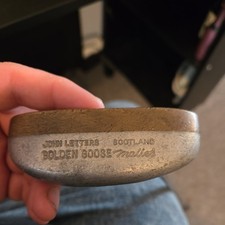 JOHN LETTERS SCOTLAND
GOLDEN GOOSE Mallet